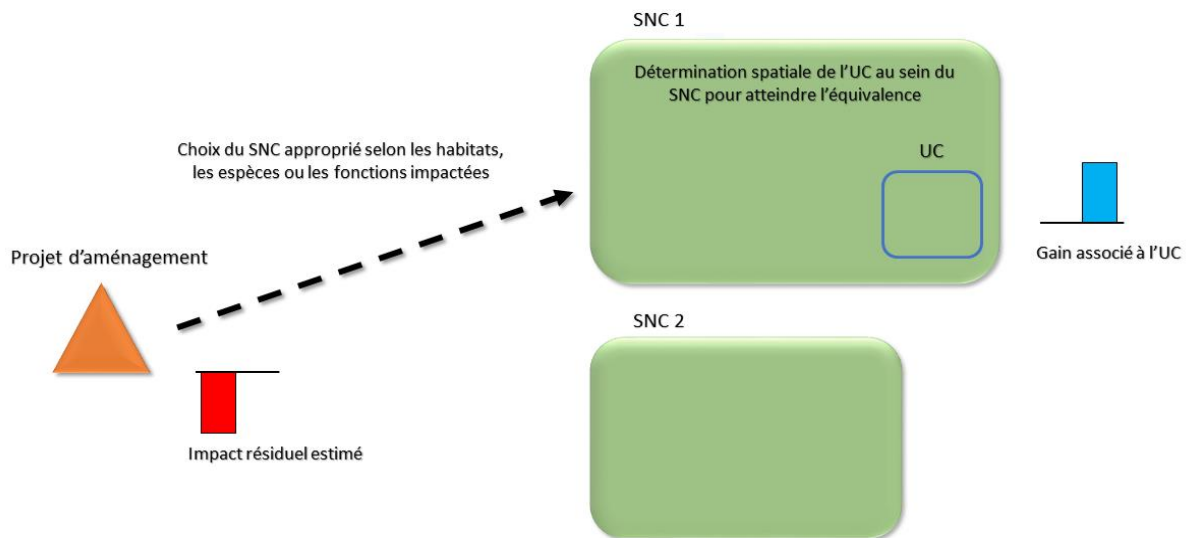 SNC 1
Détermination spatiale de l'UC au sein du
SNC pour atteindre l'équivalence
Choix du SNC approprié selon les habitats,
les espèces ou les fonctions impactées
UC
Projet d'aménagement
Gain associé à l'UC
SNC 2
Impact résiduel estimé